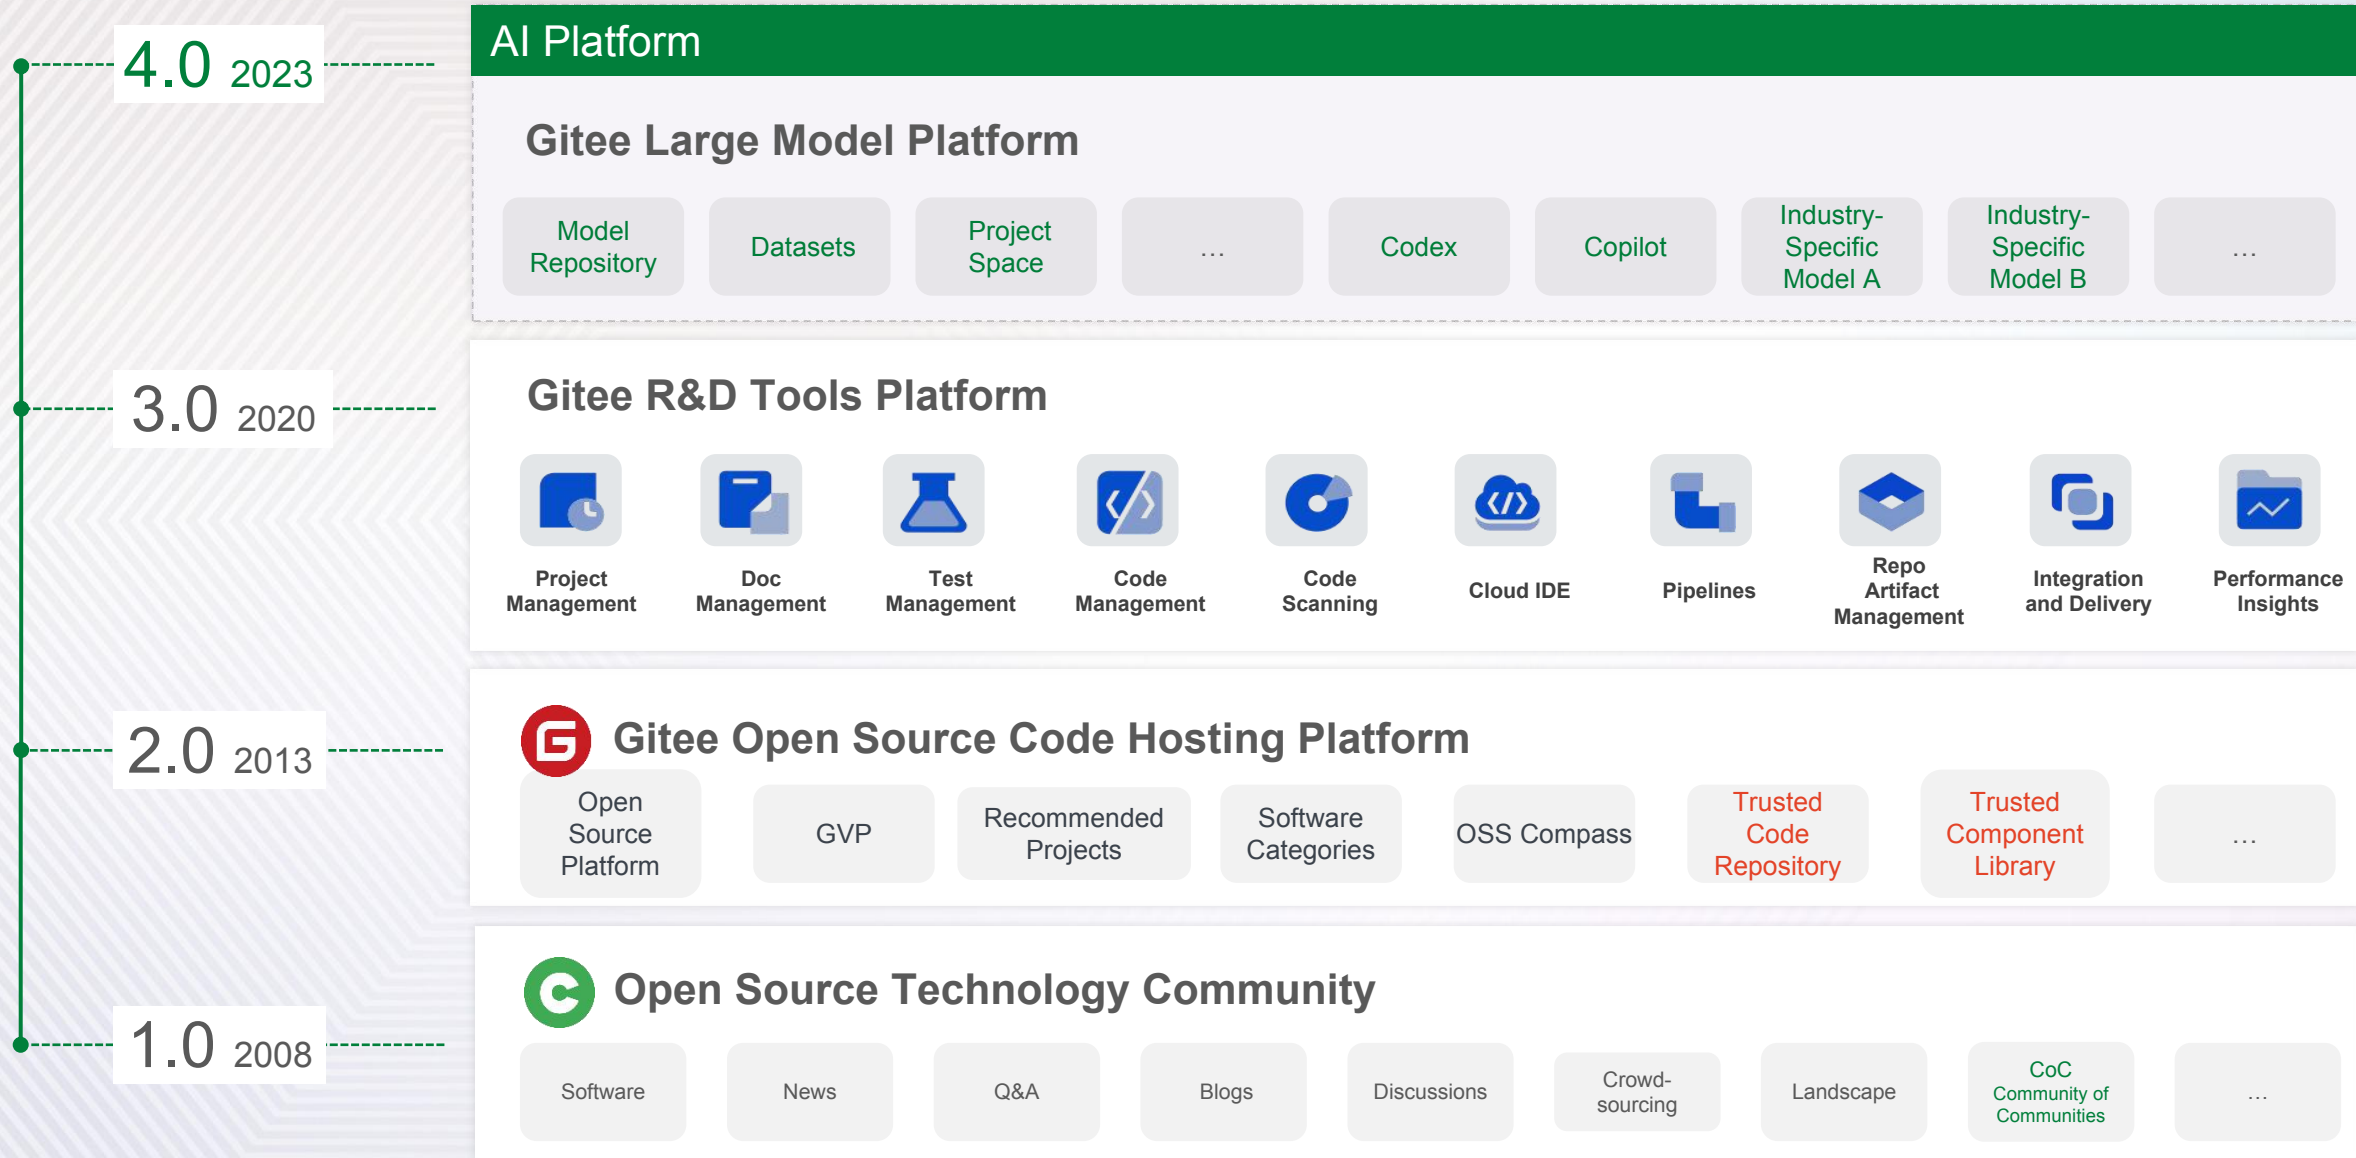 4.0 2023
AI Platform
Gitee Large Model Platform
Model
Repository
Datasets
Project
Space
...
Codex
Copilot
Industry-
Specific
Model A
Industry-
Specific
Model B
...
3.0 2020
Gitee R&D Tools Platform
Project
Management
Doc
Management
Test
Management
Code
Management
Code
Scanning
Cloud IDE
Pipelines
Repo
Artifact
Management
Integration
and Delivery
Performance
Insights
2.0 2013
G
Gitee Open Source Code Hosting Platform
Open
Source
Platform
GVP
Recommended
Projects
Software
Categories
OSS Compass
Trusted
Code
Repository
Trusted
Component
Library
...
1.0 2008
C
Open Source Technology Community
Software
News
Q&A
Blogs
Discussions
Crowd-
sourcing
Landscape
CoC
Community of
Communities
...